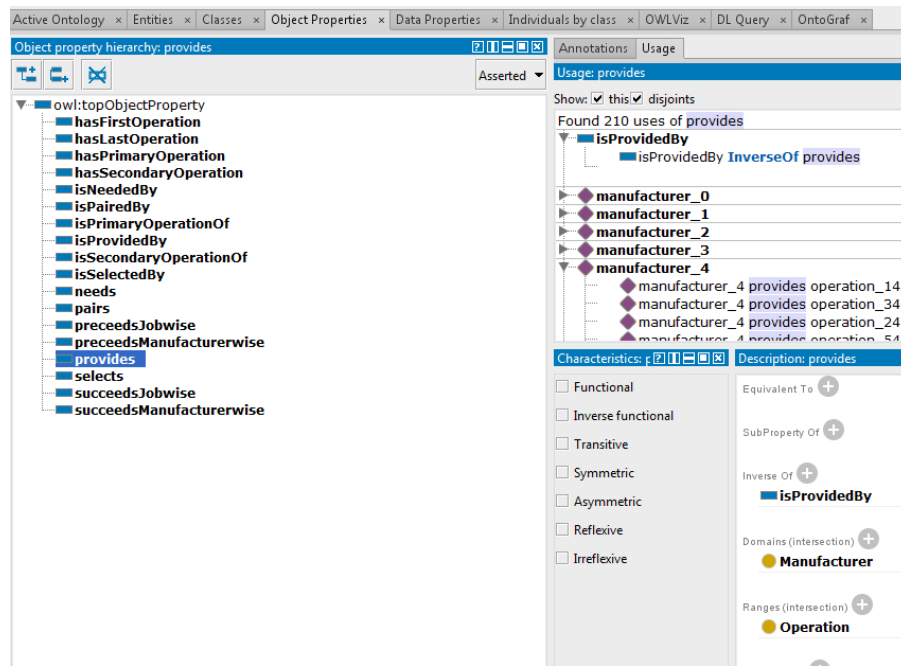 Active Ontology × Entities × Classes × Object Properties × Data Properties × Individuals by class × OWLViz × DL Query × OntoGraf ×
Object property hierarchy: provides
Asserted
owl:topObjectProperty
hasFirstOperation
hasLastOperation
hasPrimaryOperation
hasSecondaryOperation
isNeededBy
isPairedBy
isPrimaryOperationOf
isProvidedBy
isSecondaryOperationOf
isSelectedBy
needs
pairs
preceedsJobwise
preceedsManufacturerwise
provides
selects
succeedsJobwise
succeedsManufacturerwise
Annotations Usage
Usage: provides
Show: this disjoints
Found 210 uses of provides
isProvidedBy
isProvidedBy InverseOf provides
manufacturer_0
manufacturer_1
manufacturer_2
manufacturer_3
manufacturer_4
manufacturer_4 provides operation_14
manufacturer_4 provides operation_34
manufacturer_4 provides operation_24
manufacturer_4 provides operation_54
Characteristics: p
Functional
Inverse functional
Transitive
Symmetric
Asymmetric
Reflexive
Irreflexive
Description: provides
Equivalent To
SubProperty Of
Inverse Of
isProvidedBy
Domains (intersection)
Manufacturer
Ranges (intersection)
Operation